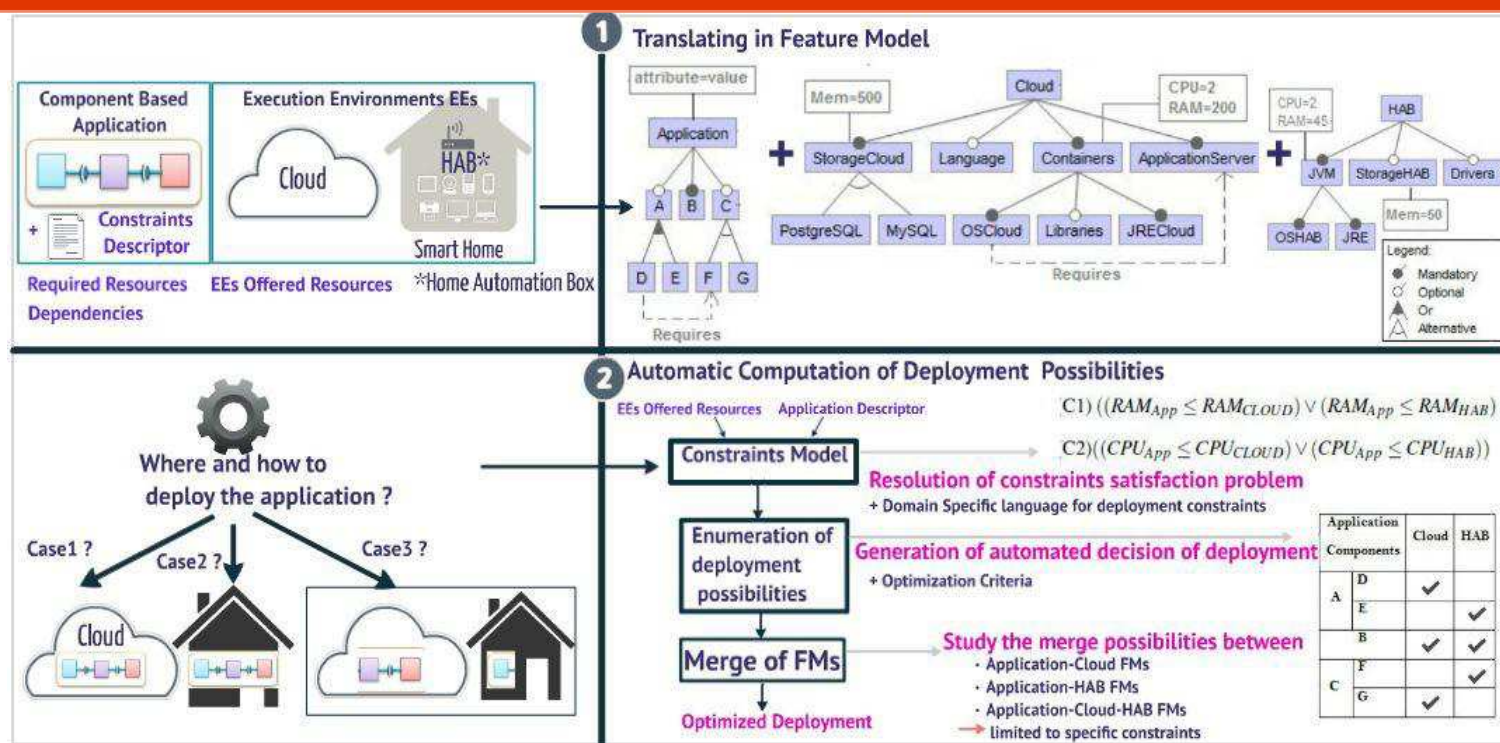 1 Translating in Feature Model
Component Based
Application
+ Constraints
Descriptor
Required Resources
Dependencies
Execution Environments EEs
Cloud
HAB*
Smart Home
EEs Offered Resources
*Home Automation Box
attribute=value
Application
A B C
D E F G
Requires
+
Mem=500
Cloud
CPU=2
RAM=200
StorageCloud Language Containers ApplicationServer
PostgreSQL MySQL OSCloud Libraries JRECloud
Requires
+
CPU=2
RAM=45
HAB
JVM StorageHAB Drivers
Mem=50
OSHAB JRE
Legend:
Mandatory
Optional
Or
Alternative
Where and how to
deploy the application ?
Case1 ?
Case2 ?
Case3 ?
Cloud
2 Automatic Computation of Deployment Possibilities
EEs Offered Resources Application Descriptor
Constraints Model
C1) ((RAM_App ≤ RAM_CLOUD) ∨ (RAM_App ≤ RAM_HAB)
C2)((CPU_App ≤ CPU_CLOUD) ∨ (CPU_App ≤ CPU_HAB))
Resolution of constraints satisfaction problem
+ Domain Specific language for deployment constraints
Enumeration of
deployment
possibilities
Generation of automated decision of deployment
+ Optimization Criteria
Merge of FMs
Study the merge possibilities between
· Application-Cloud FMs
· Application-HAB FMs
· Application-Cloud-HAB FMs
→ limited to specific constraints
Optimized Deployment
Application
Components Cloud HAB
A D ✓
E ✓
B ✓ ✓
C F ✓
G ✓